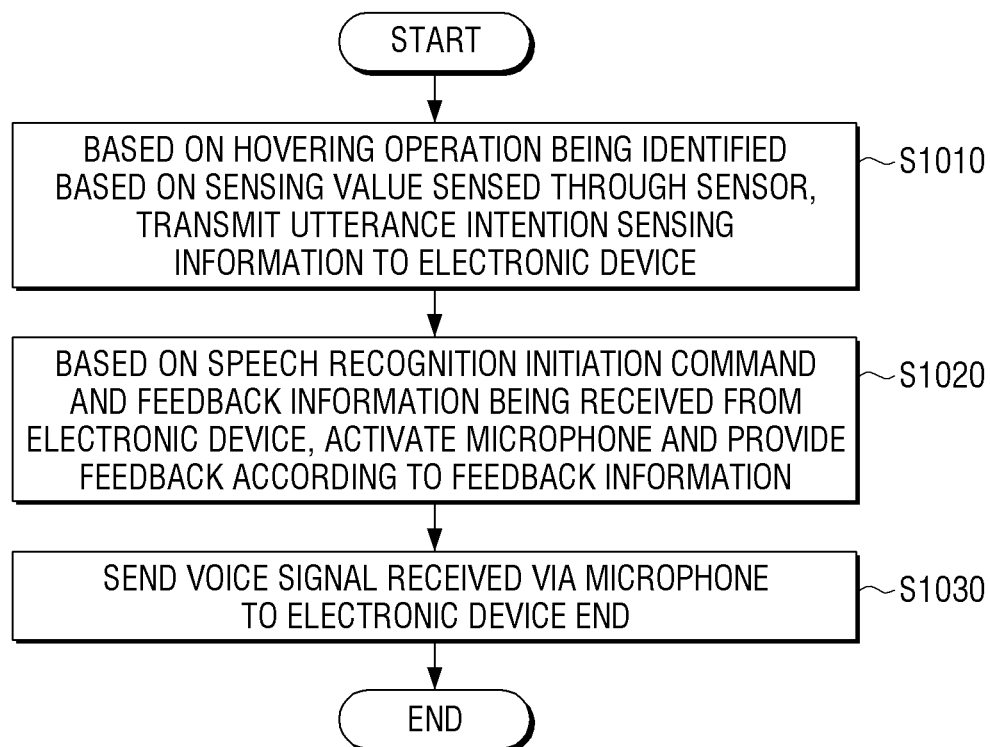 START
BASED ON HOVERING OPERATION BEING IDENTIFIED
BASED ON SENSING VALUE SENSED THROUGH SENSOR,
TRANSMIT UTTERANCE INTENTION SENSING
INFORMATION TO ELECTRONIC DEVICE
S1010
BASED ON SPEECH RECOGNITION INITIATION COMMAND
AND FEEDBACK INFORMATION BEING RECEIVED FROM
ELECTRONIC DEVICE, ACTIVATE MICROPHONE AND PROVIDE
FEEDBACK ACCORDING TO FEEDBACK INFORMATION
S1020
SEND VOICE SIGNAL RECEIVED VIA MICROPHONE
TO ELECTRONIC DEVICE END
S1030
END